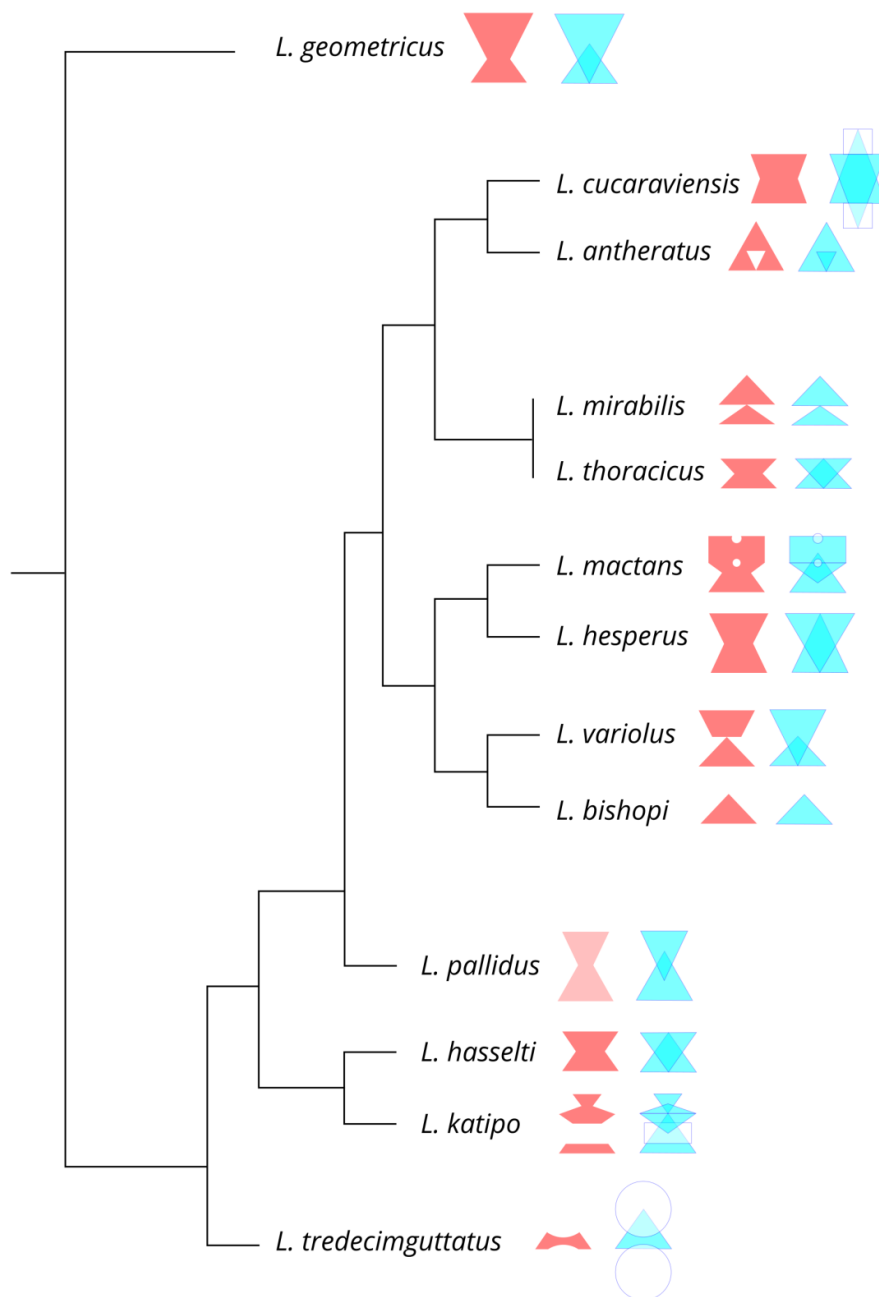 L. geometricus
L. cucaraviensis
L. antheratus
L. mirabilis
L. thoracicus
L. mactans
L. hesperus
L. variolus
L. bishopi
L. pallidus
L. hasselti
L. katipo
L. tredecimguttatus